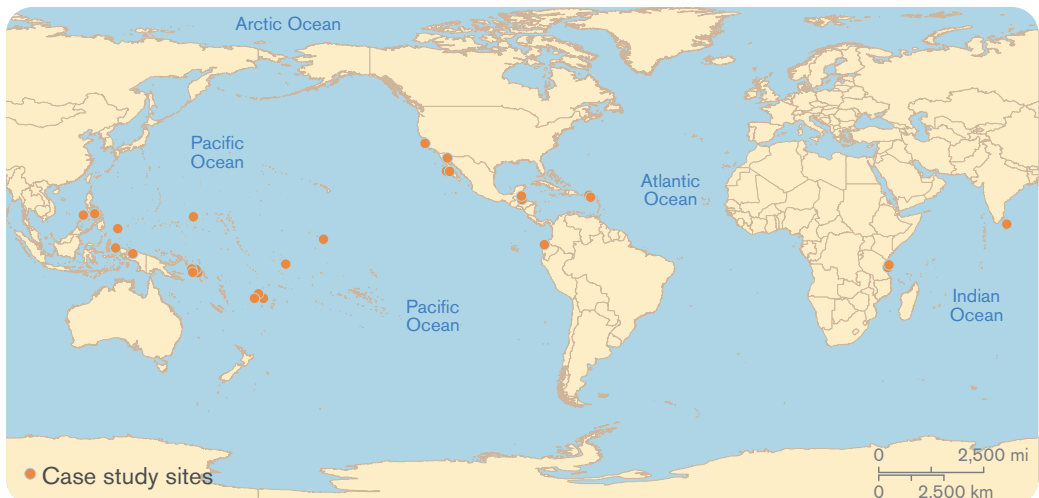 Arctic Ocean
Pacific
Ocean
Atlantic
Ocean
Pacific
Ocean
Indian
Ocean
Case study sites
0 2,500 mi
0 2,500 km